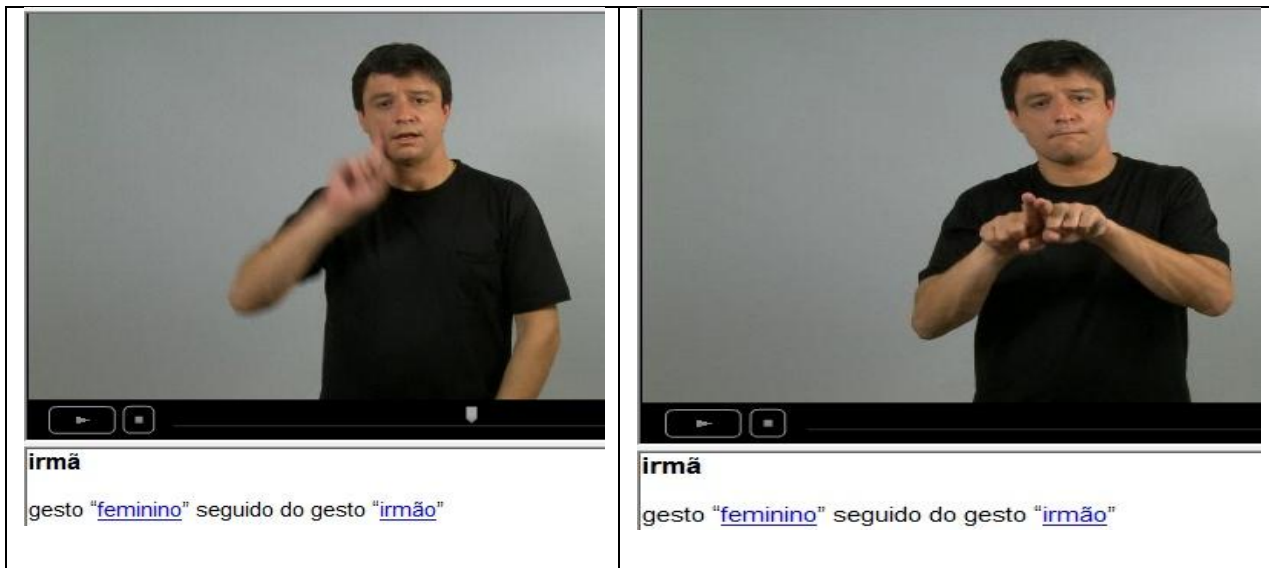 irmã
gesto “feminino” seguido do gesto “irmão”
irmã
gesto “feminino” seguido do gesto “irmão”